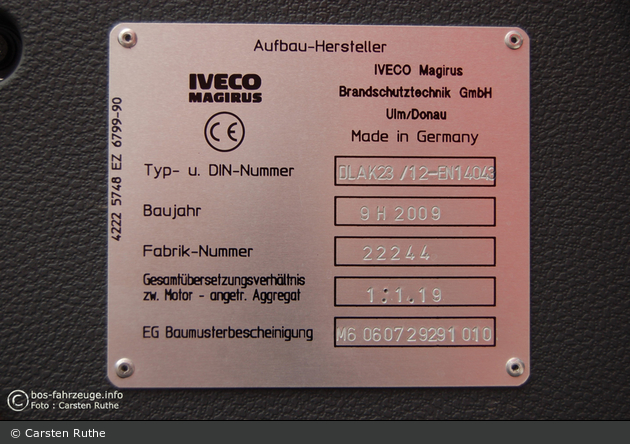 Aufbau-Hersteller
IVECO
MAGIRUS
IVECO Magirus
Brandschutztechnik GmbH
Ulm/Donau
Made in Germany
CE
4222 5748 EZ 6799-90
Typ- u. DIN-Nummer DLAK23/12-EN14043
Baujahr 9H2009
Fabrik-Nummer 22244
Gesamtübersetzungsverhältnis
zw. Motor - angetr. Aggregat 1:1.19
EG Baumusterbescheinigung M6 060729291010
© bos-fahrzeuge.info
Foto : Carsten Ruthe
© Carsten Ruthe